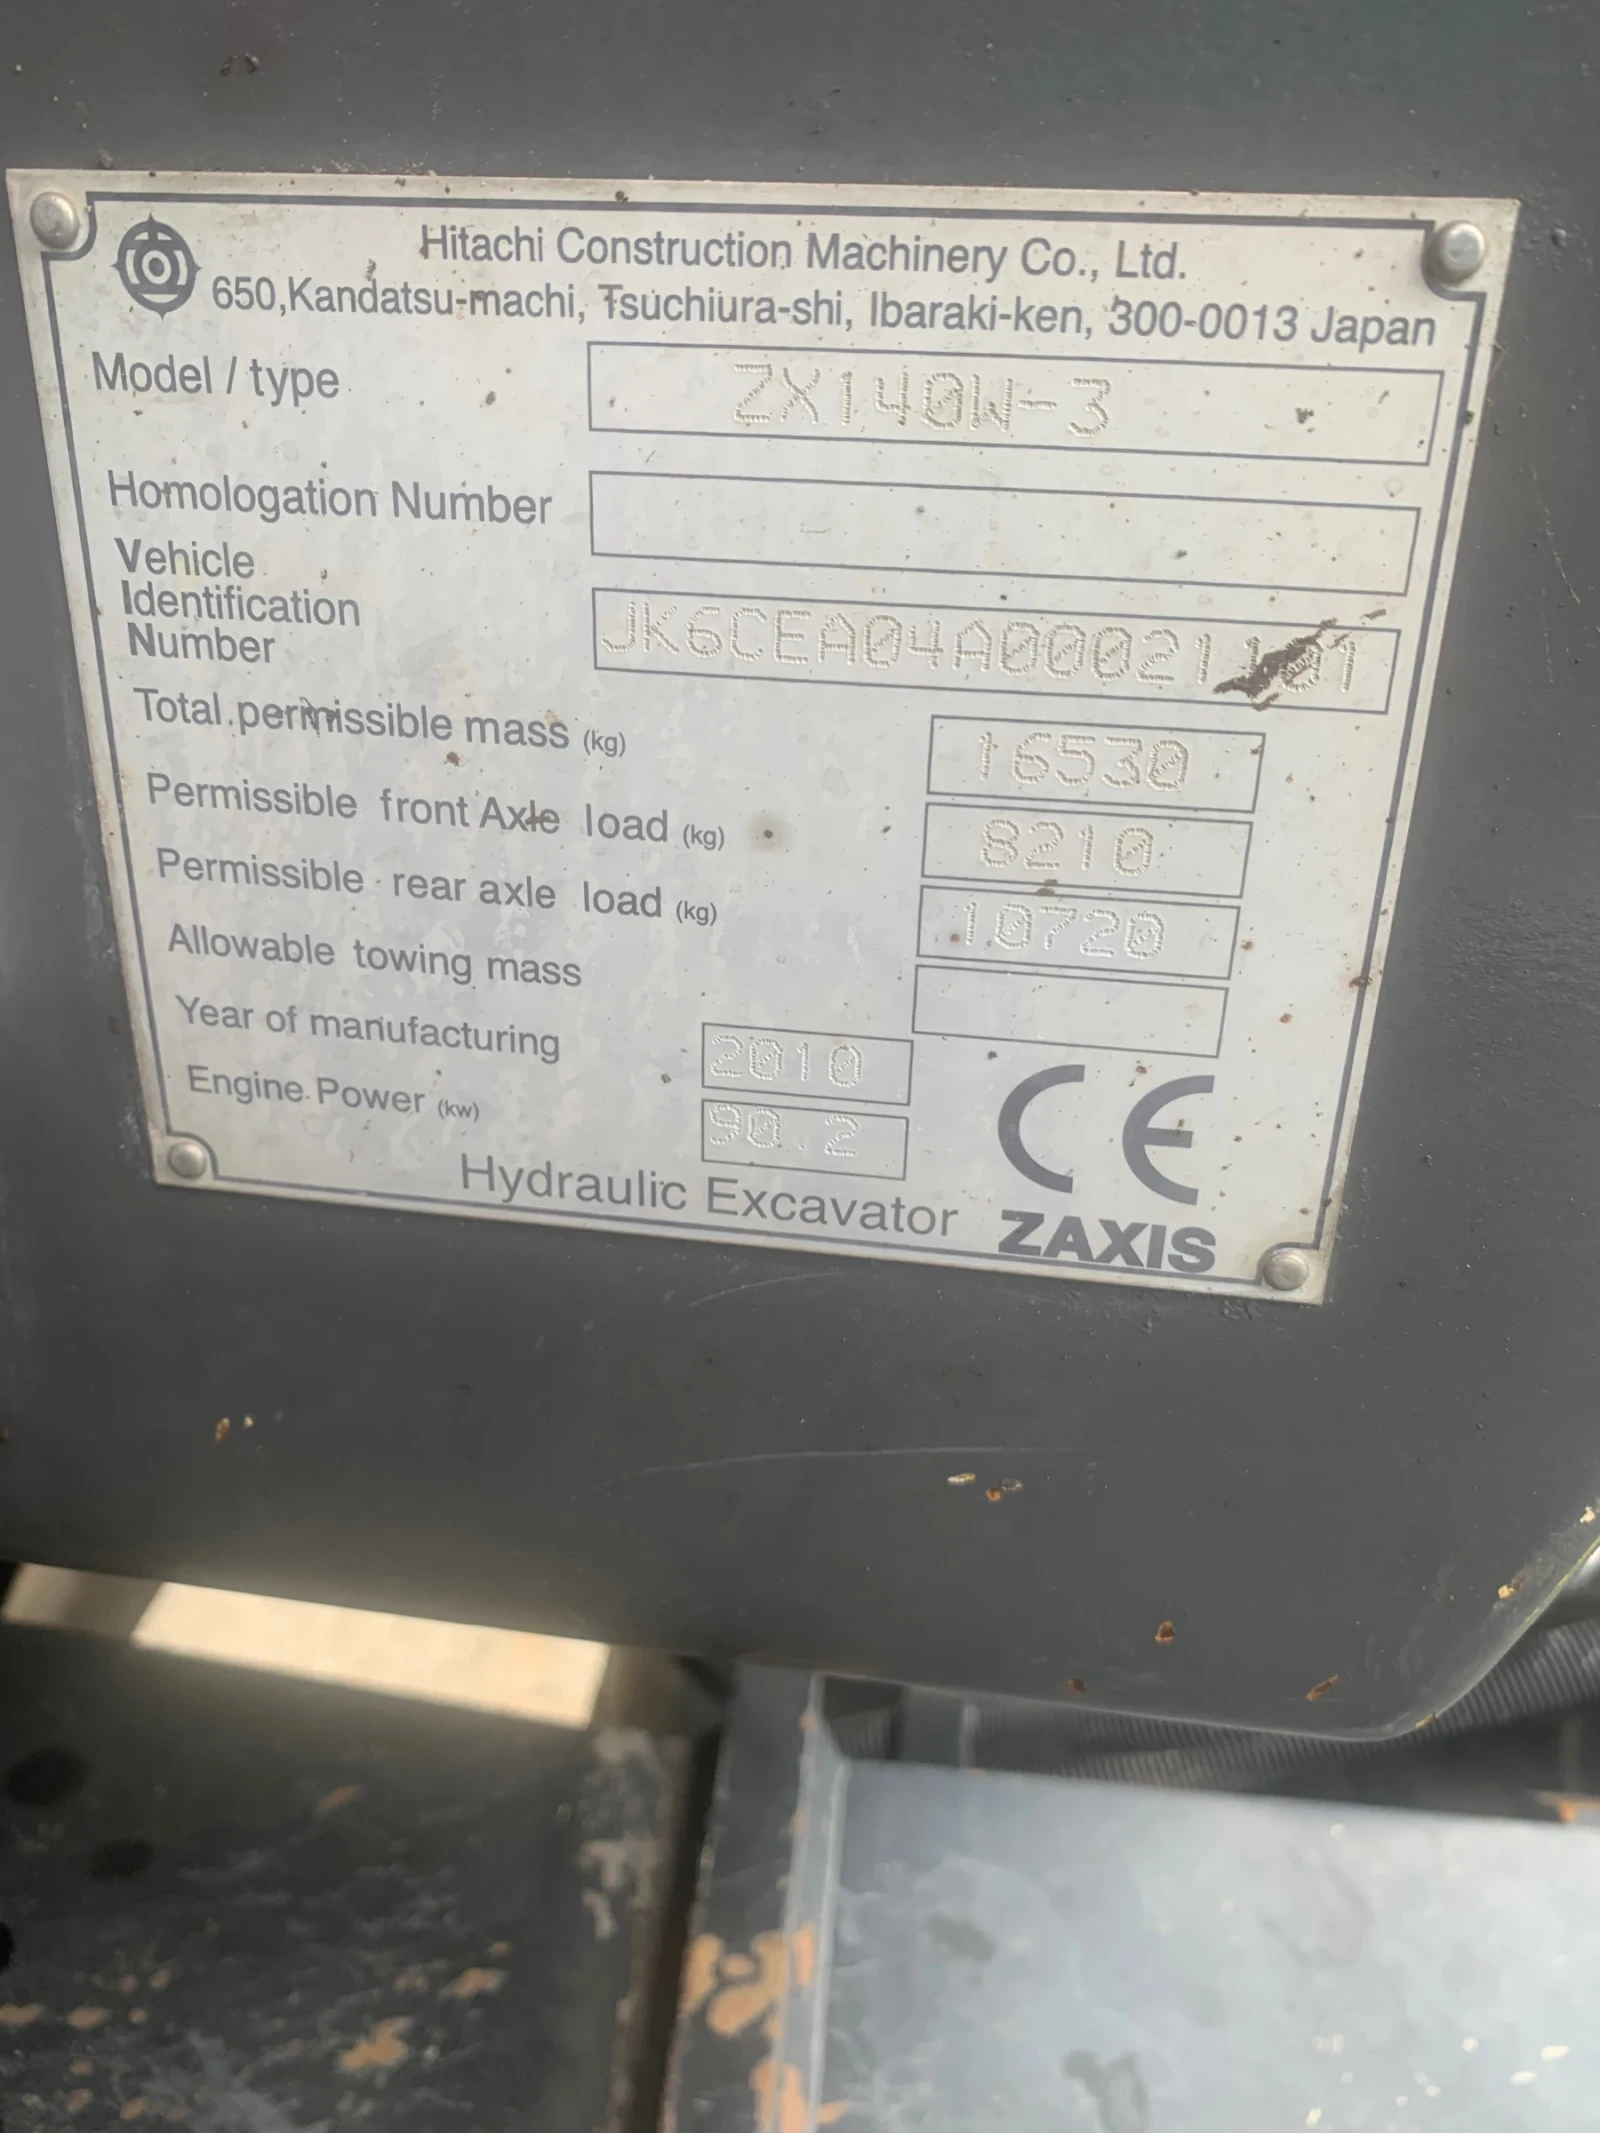 Hitachi Construction Machinery Co., Ltd.
650,Kandatsu-machi, Tsuchiura-shi, Ibaraki-ken, 300-0013 Japan
Model / type ZX140W-3
Homologation Number
Vehicle
Identification
Number JK6CEA04A00021101
Total permissible mass (kg) 16530
Permissible front Axle load (kg) 8210
Permissible rear axle load (kg) 10720
Allowable towing mass
Year of manufacturing 2010
Engine Power (kw) 90.2
CE
Hydraulic Excavator ZAXIS